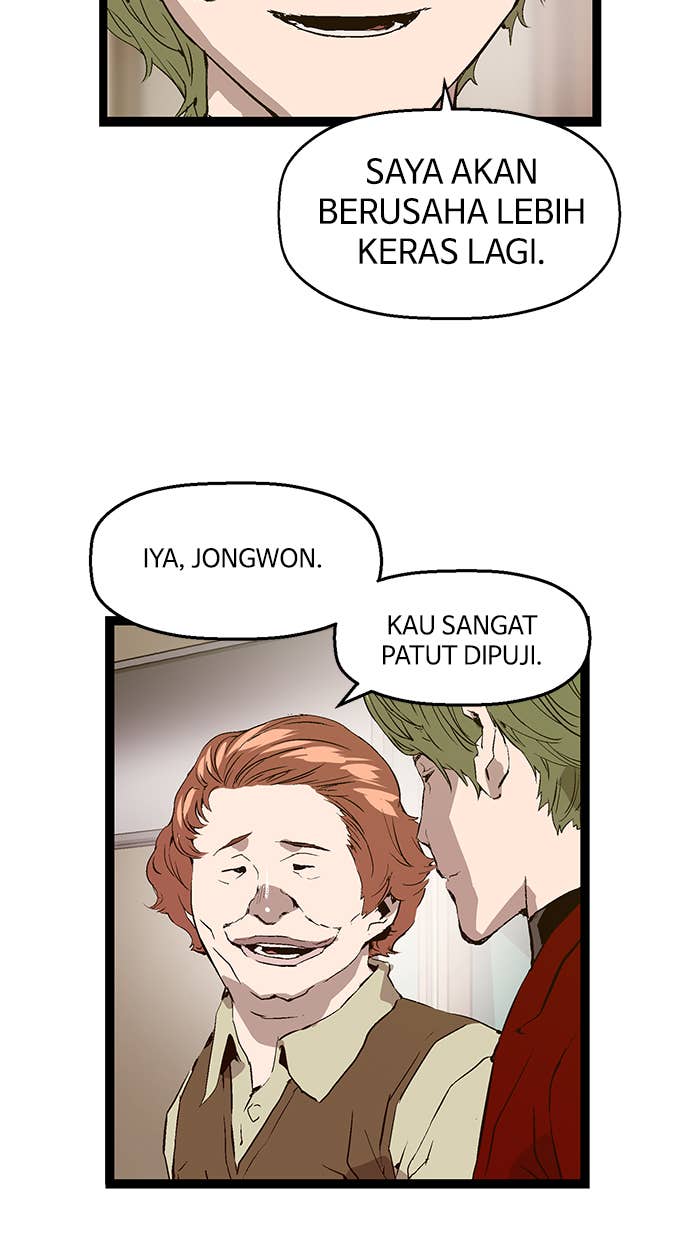 SAYA AKAN
BERUSAHA LEBIH
KERAS LAGI.
IYA, JONGWON.
KAU SANGAT
PATUT DIPUJI.